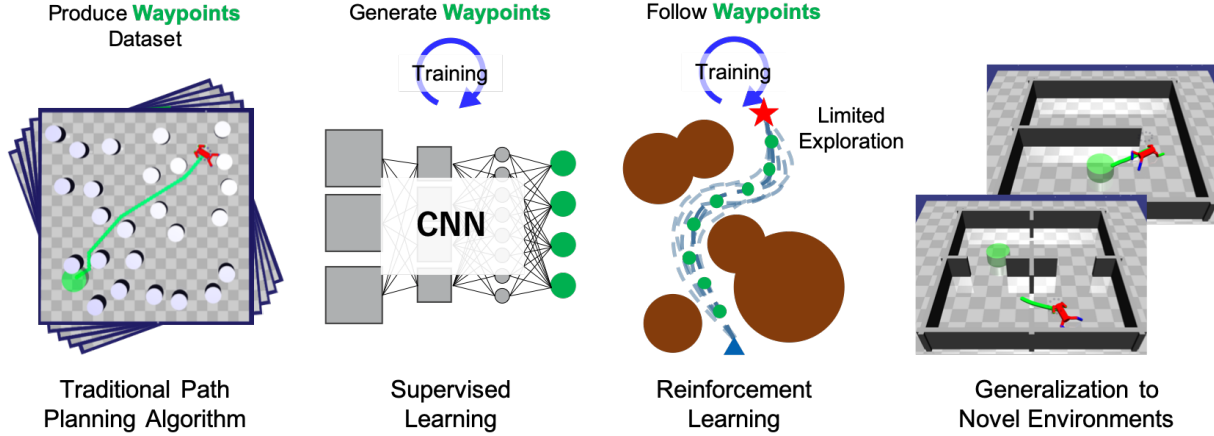 Produce Waypoints
Dataset
Generate Waypoints
Training
Follow Waypoints
Training
Limited
Exploration
CNN
Traditional Path
Planning Algorithm
Supervised
Learning
Reinforcement
Learning
Generalization to
Novel Environments